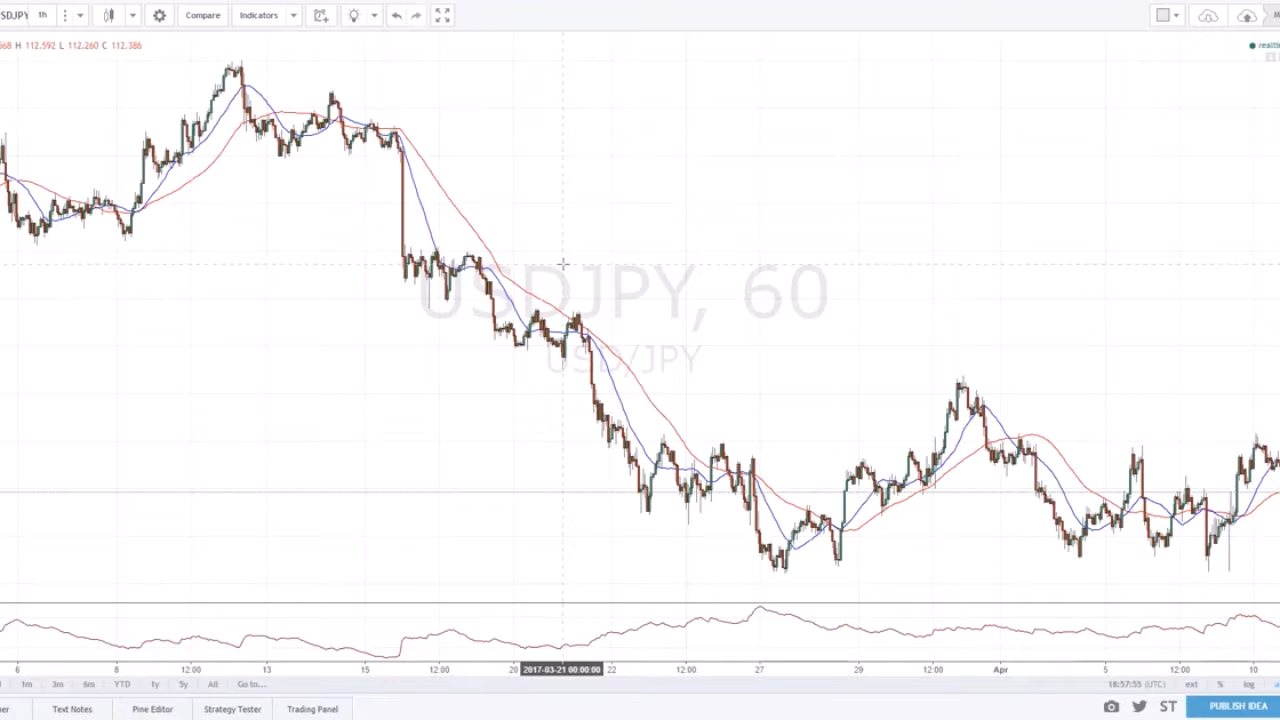 SDJPY 1h Compare Indicators
568 H 112.592 L 112.260 C 112.386
realti
USDJPY, 60
USD/JPY
6 8 12:00 13 15 12:00 20 2017-03-21 00:00:00 22 12:00 27 29 12:00 Apr 5 12:00 10
1m 3m 6m YTD 1y 5y All Go to... 18:57:55 (UTC) ext % log
ner Text Notes Pine Editor Strategy Tester Trading Panel ST PUBLISH IDEA